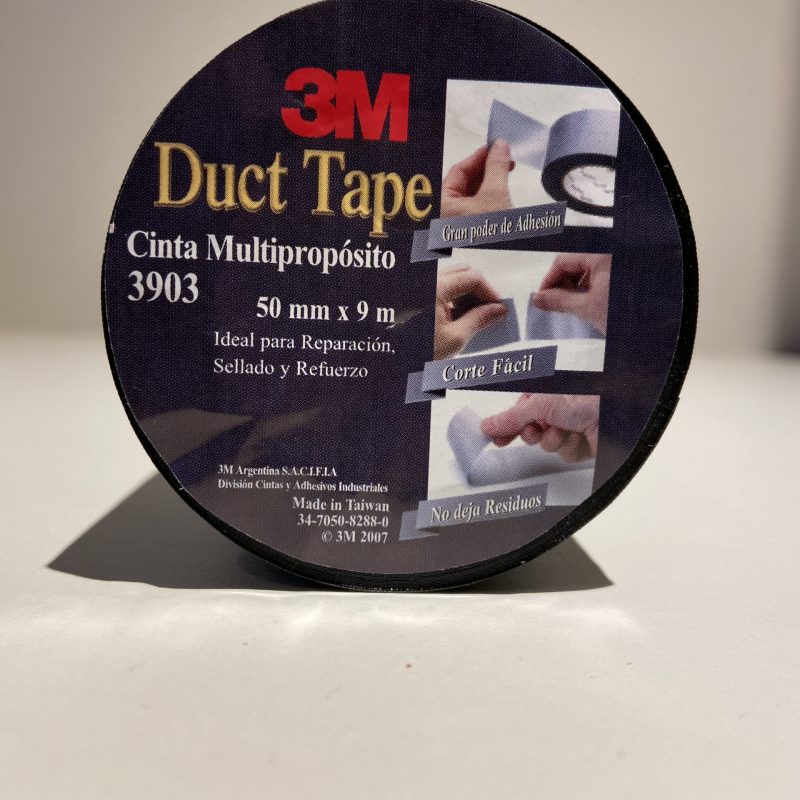 3M
Duct Tape
Cinta Multipropósito
3903
50 mm x 9 m
Ideal para Reparación,
Sellado y Refuerzo
Gran poder de Adhesión
Corte Fácil
No deja Residuos
3M Argentina S.A.C.I.F.I.A
División Cintas y Adhesivos Industriales
Made in Taiwan
34-7050-8288-0
© 3M 2007